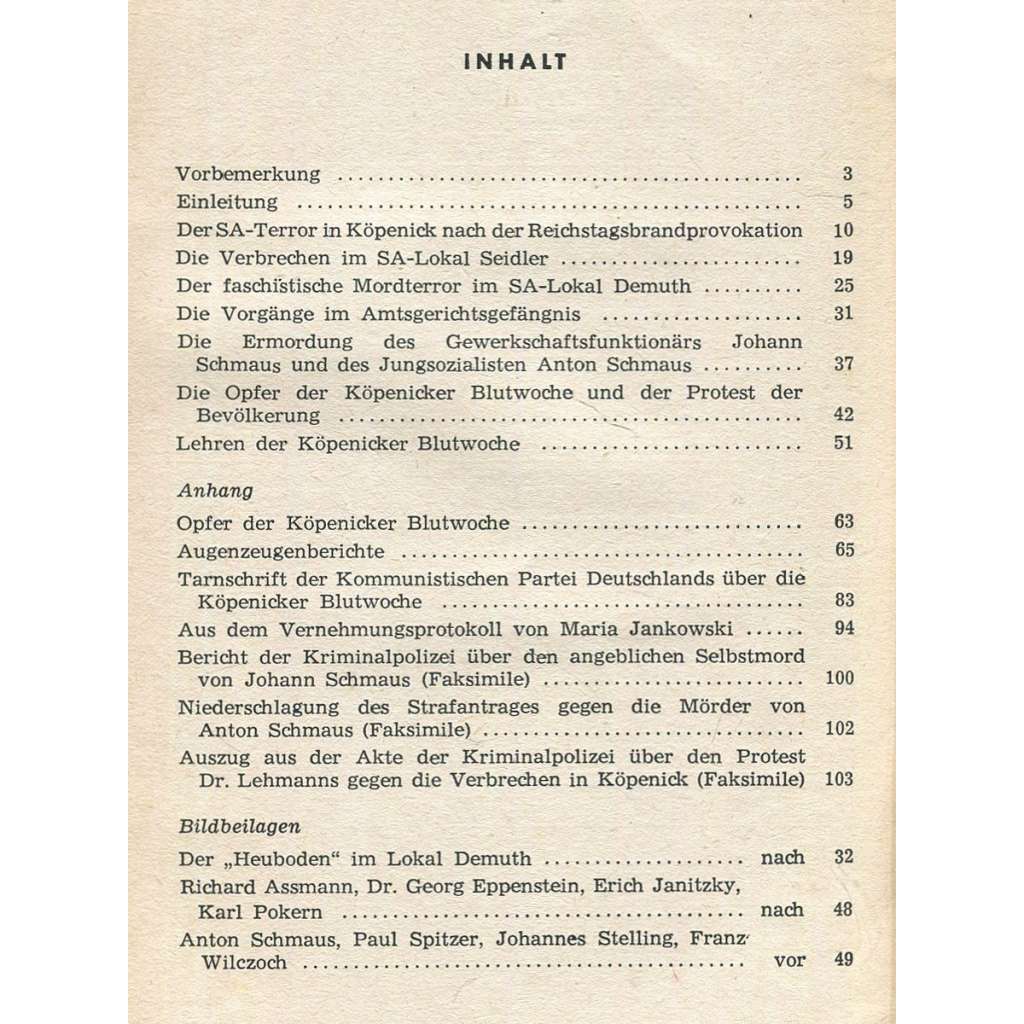 INHALT
Vorbemerkung ........................................ 3
Einleitung ........................................ 5
Der SA-Terror in Köpenick nach der Reichstagsbrandprovokation 10
Die Verbrechen im SA-Lokal Seidler .................... 19
Der faschistische Mordterror im SA-Lokal Demuth .......... 25
Die Vorgänge im Amtsgerichtsgefängnis .................. 31
Die Ermordung des Gewerkschaftsfunktionärs Johann
Schmaus und des Jungsozialisten Anton Schmaus .......... 37
Die Opfer der Köpenicker Blutwoche und der Protest der
Bevölkerung ........................................ 42
Lehren der Köpenicker Blutwoche ...................... 51
Anhang
Opfer der Köpenicker Blutwoche ........................ 63
Augenzeugenberichte .................................. 65
Tarnschrift der Kommunistischen Partei Deutschlands über die
Köpenicker Blutwoche ................................ 83
Aus dem Vernehmungsprotokoll von Maria Jankowski ...... 94
Bericht der Kriminalpolizei über den angeblichen Selbstmord
von Johann Schmaus (Faksimile) ........................ 100
Niederschlagung des Strafantrages gegen die Mörder von
Anton Schmaus (Faksimile) ............................ 102
Auszug aus der Akte der Kriminalpolizei über den Protest
Dr. Lehmanns gegen die Verbrechen in Köpenick (Faksimile) 103
Bildbeilagen
Der „Heuboden“ im Lokal Demuth .................... nach 32
Richard Assmann, Dr. Georg Eppenstein, Erich Janitzky,
Karl Pokern ........................................ nach 48
Anton Schmaus, Paul Spitzer, Johannes Stelling, Franz
Wilczoch ........................................ vor 49